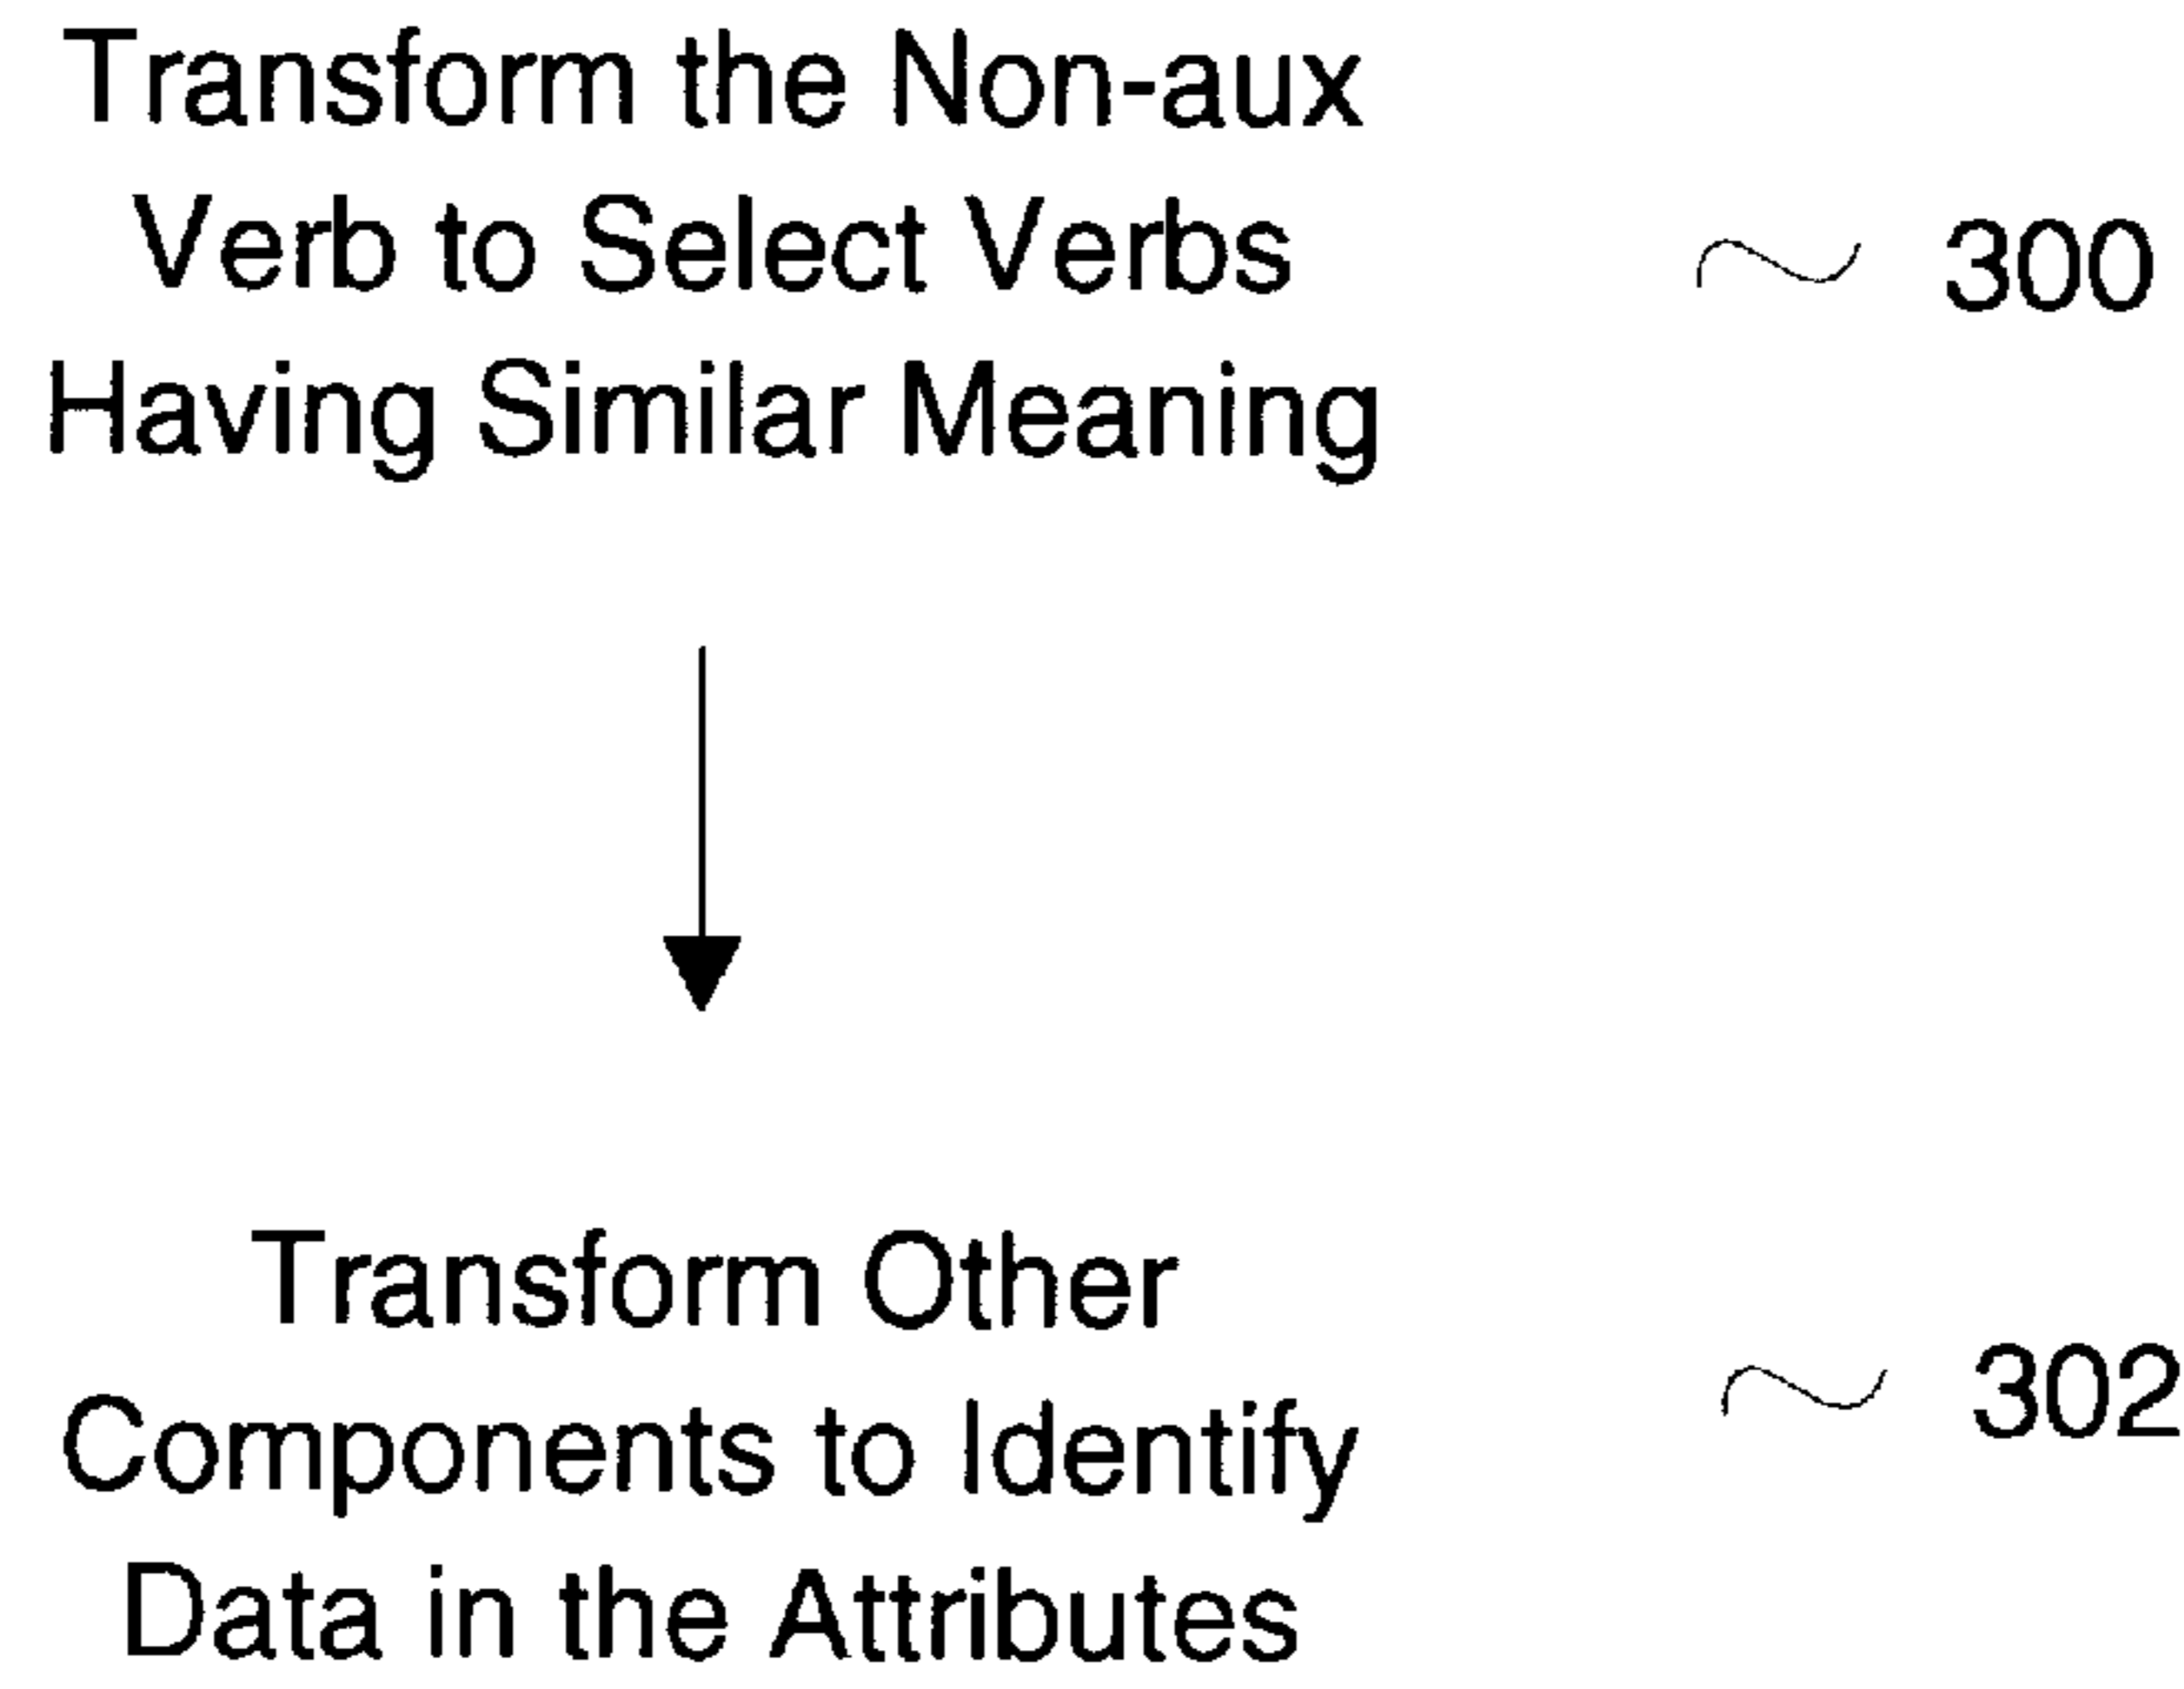 Transform the Non-aux
Verb to Select Verbs
Having Similar Meaning
300
Transform Other
Components to Identify
Data in the Attributes
302